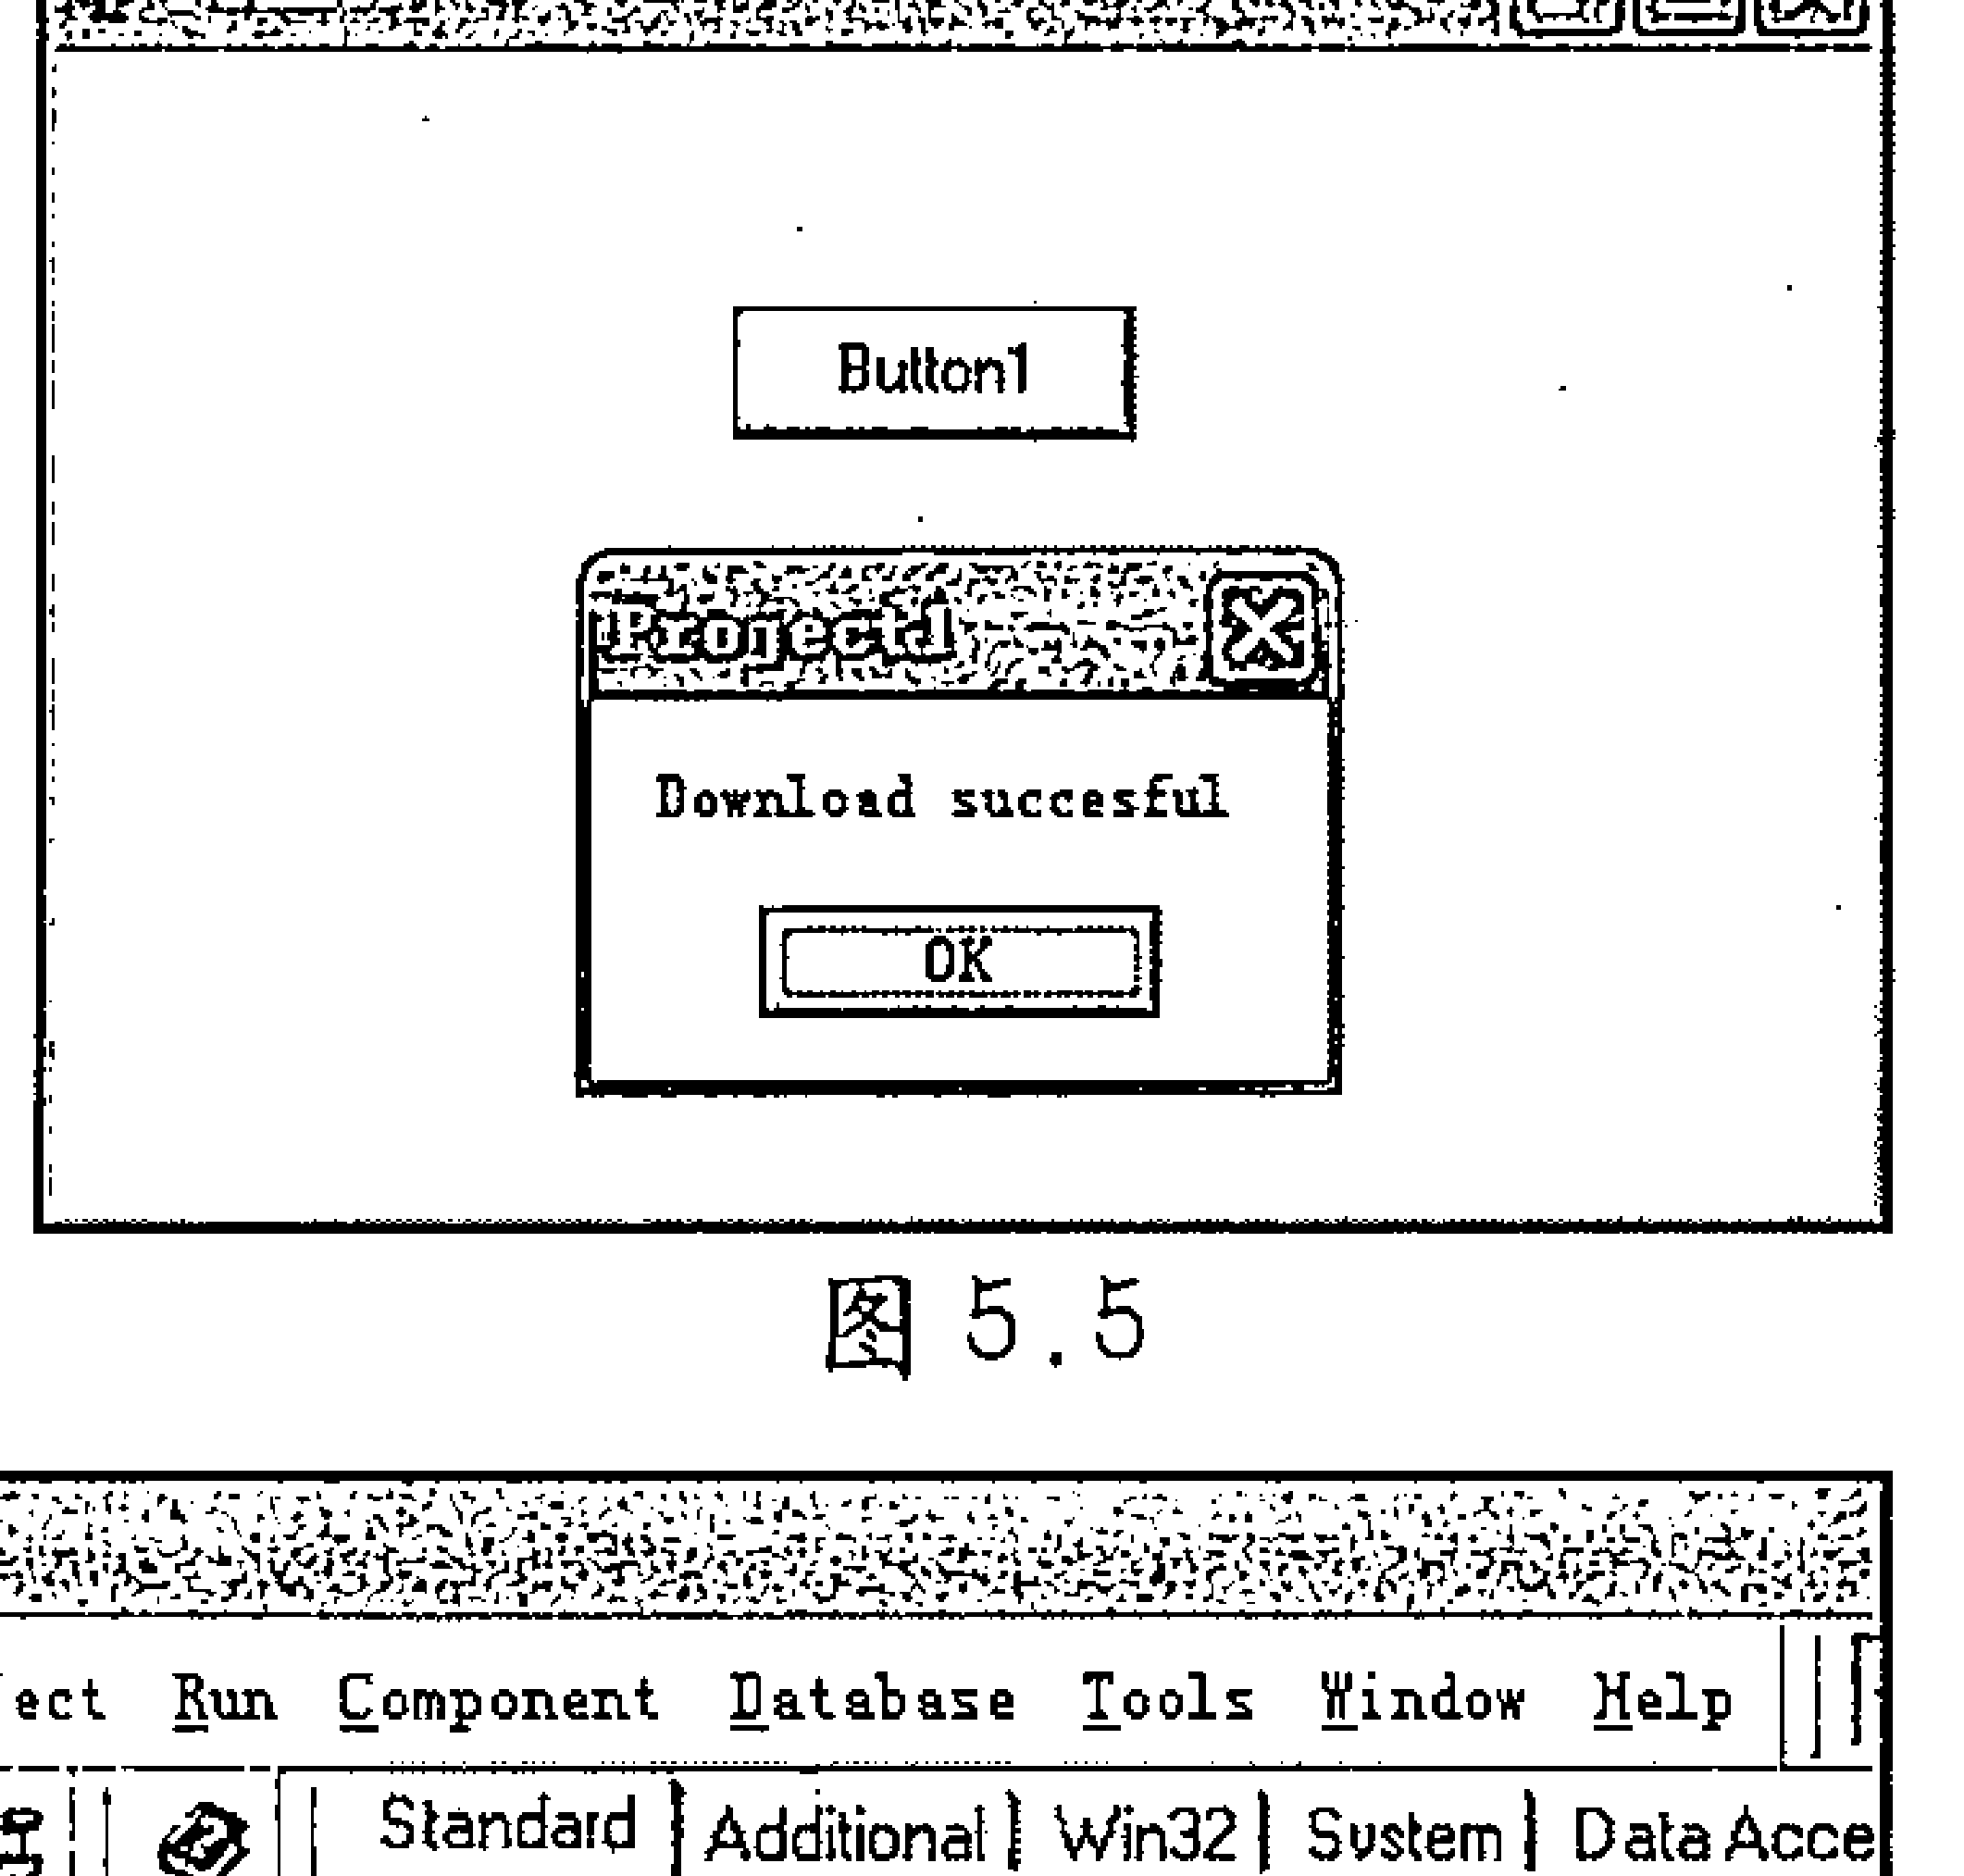 Button1
Project1
Download succesful
OK
图 5.5
ect Run Component Database Tools Window Help
Standard Additional Win32 System Data Acce